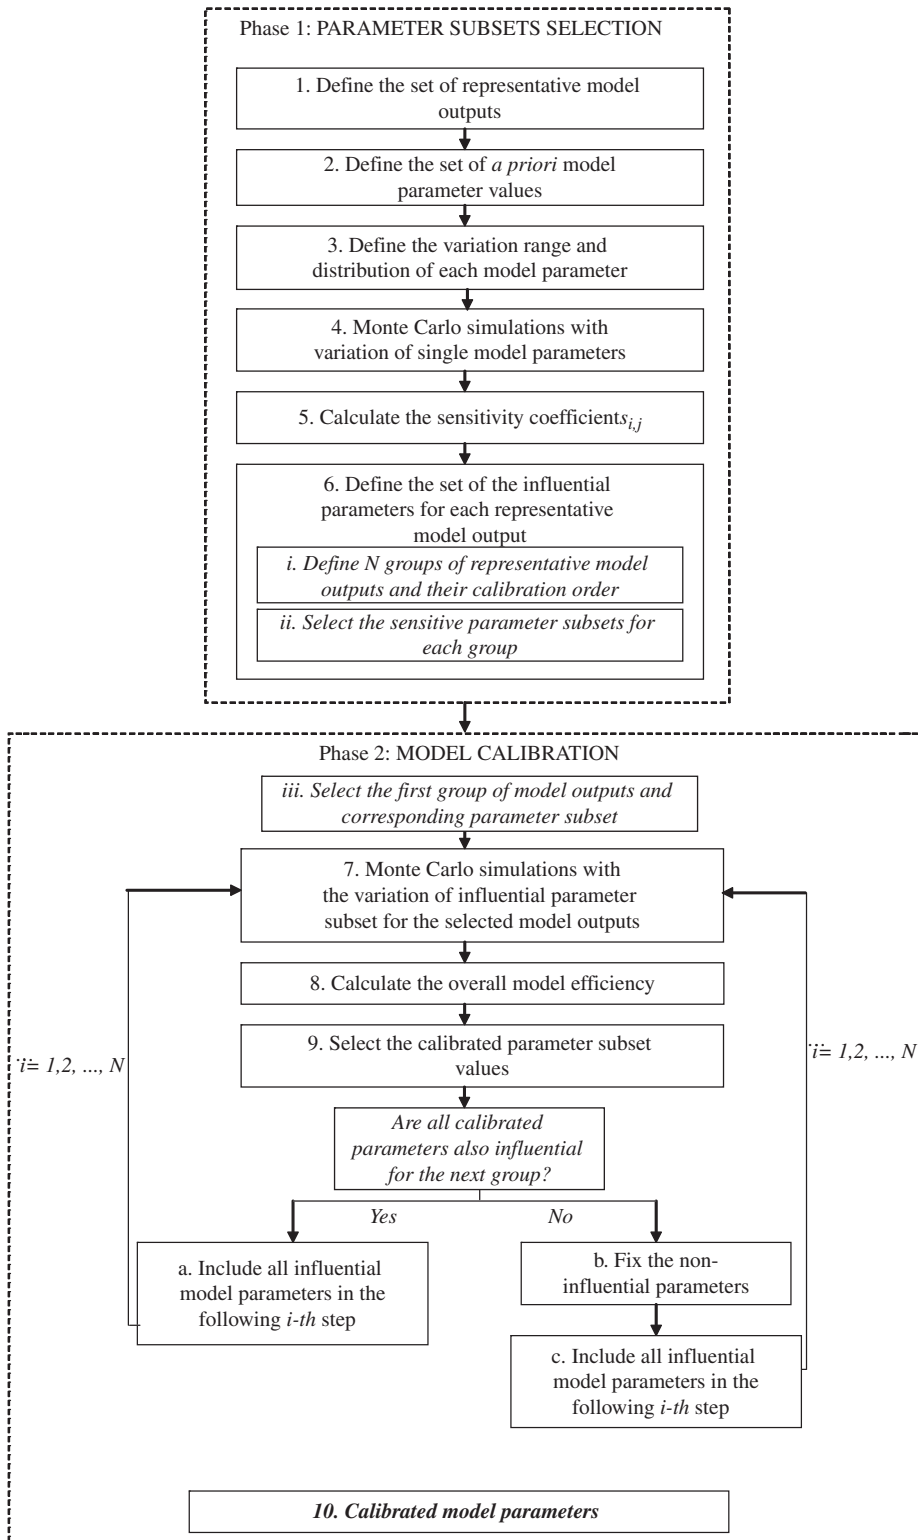 Phase 1: PARAMETER SUBSETS SELECTION
1. Define the set of representative model
outputs
2. Define the set of a priori model
parameter values
3. Define the variation range and
distribution of each model parameter
4. Monte Carlo simulations with
variation of single model parameters
5. Calculate the sensitivity coefficients_{i,j}
6. Define the set of the influential
parameters for each representative
model output
i. Define N groups of representative model
outputs and their calibration order
ii. Select the sensitive parameter subsets for
each group
Phase 2: MODEL CALIBRATION
iii. Select the first group of model outputs and
corresponding parameter subset
7. Monte Carlo simulations with
the variation of influential parameter
subset for the selected model outputs
8. Calculate the overall model efficiency
9. Select the calibrated parameter subset
values
i= 1,2, ..., N
i= 1,2, ..., N
Are all calibrated
parameters also influential
for the next group?
Yes
No
a. Include all influential
model parameters in the
following i-th step
b. Fix the non-
influential parameters
c. Include all influential
model parameters in the
following i-th step
10. Calibrated model parameters